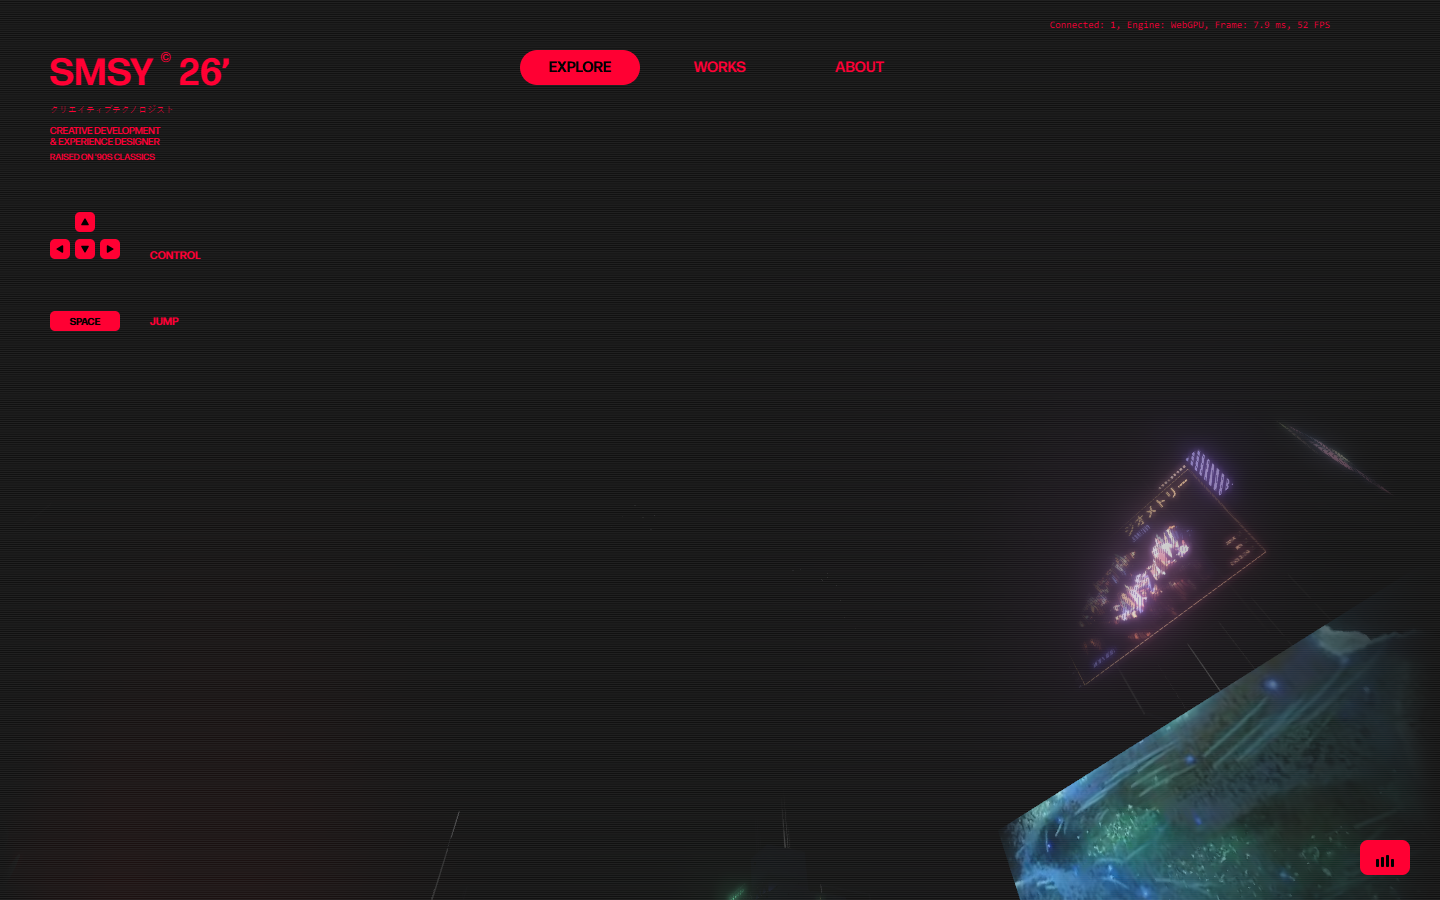 Connected: 1, Engine: WebGPU, Frame: 7.9 ms, 52 FPS
SMSY © 26’
EXPLORE
WORKS
ABOUT
クリエイティブテクノロジスト
CREATIVE DEVELOPMENT
& EXPERIENCE DESIGNER
RAISED ON ’90S CLASSICS
CONTROL
SPACE
JUMP
ジオメトリー